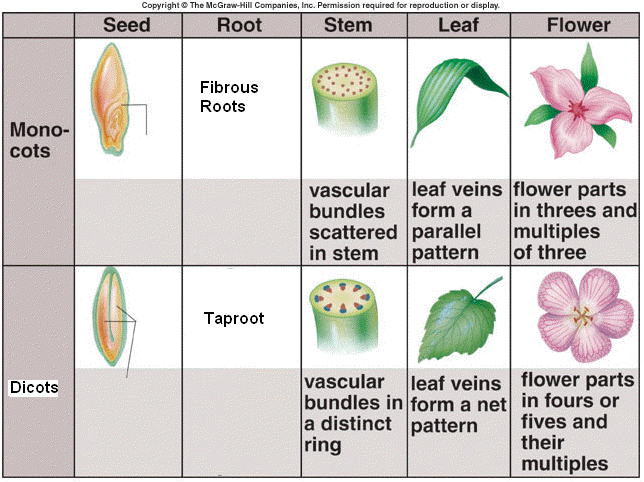 Copyright © The McGraw-Hill Companies, Inc. Permission required for reproduction or display.
Seed Root Stem Leaf Flower
Mono-
cots
Fibrous
Roots
vascular
bundles
scattered
in stem
leaf veins
form a
parallel
pattern
flower parts
in threes and
multiples
of three
Dicots
Taproot
vascular
bundles in
a distinct
ring
leaf veins
form a net
pattern
flower parts
in fours or
fives and
their
multiples